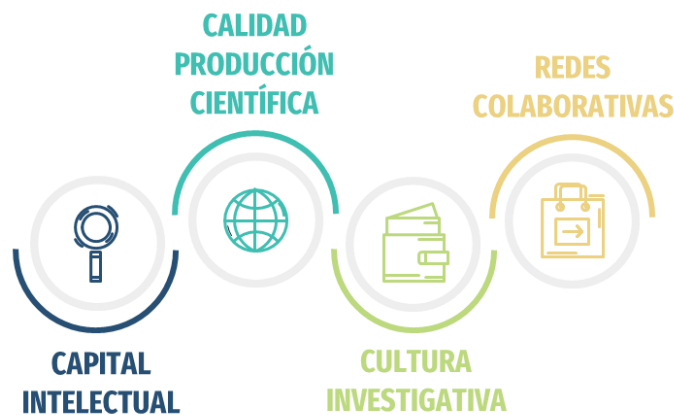 CALIDAD
PRODUCCIÓN
CIENTÍFICA
REDES
COLABORATIVAS
CAPITAL
INTELECTUAL
CULTURA
INVESTIGATIVA